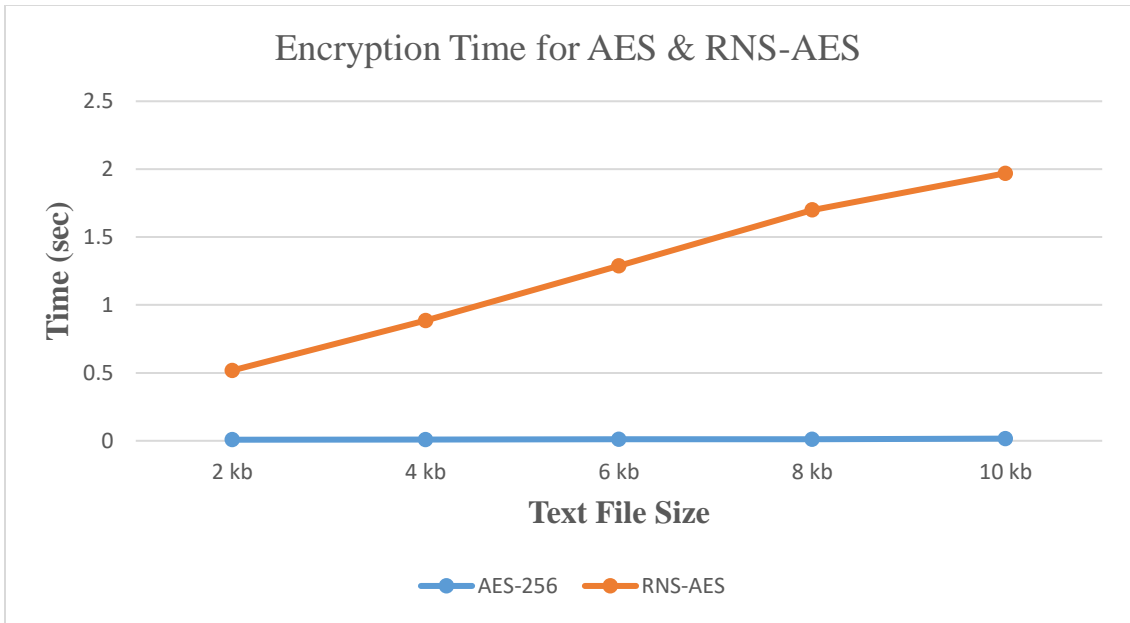 Encryption Time for AES & RNS-AES
2.5
2
1.5
1
0.5
0
Time (sec)
2 kb 4 kb 6 kb 8 kb 10 kb
Text File Size
AES-256 RNS-AES